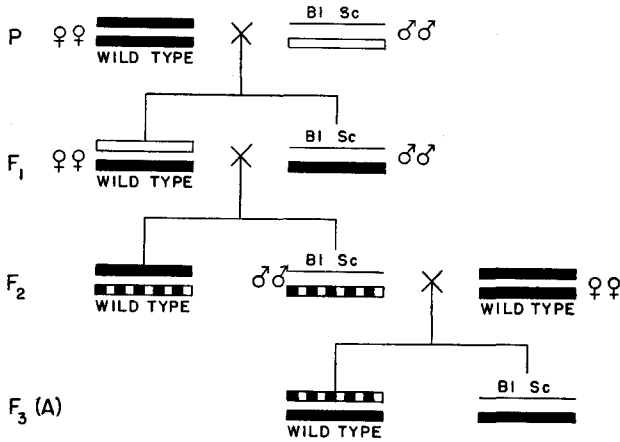 P ♀♀ WILD TYPE Bl Sc ♂♂
F₁ ♀♀ WILD TYPE Bl Sc ♂♂
F₂ WILD TYPE ♂♂ Bl Sc WILD TYPE ♀♀
F₃ (A) WILD TYPE Bl Sc